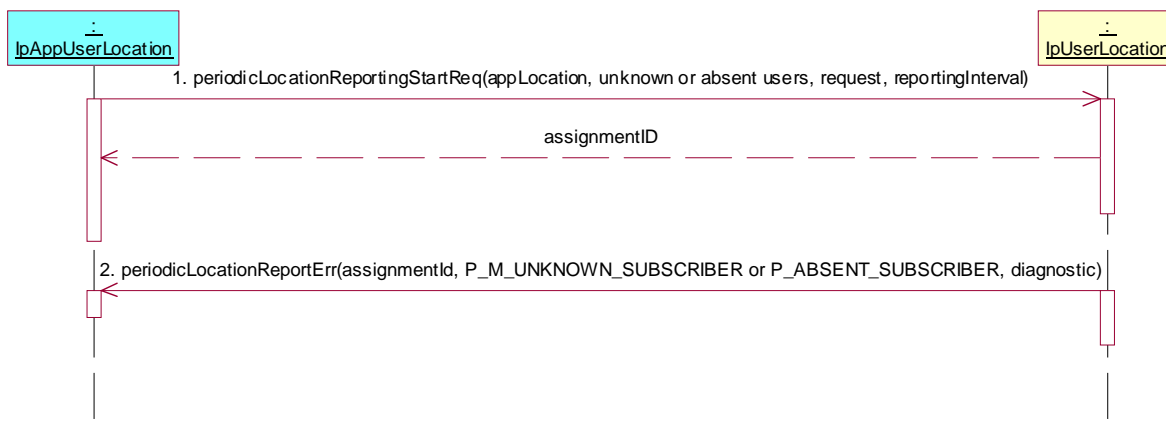 :
IpAppUserLocation
:
IpUserLocation
1. periodicLocationReportingStartReq(appLocation, unknown or absent users, request, reportingInterval)
assignmentID
2. periodicLocationReportErr(assignmentId, P_M_UNKNOWN_SUBSCRIBER or P_ABSENT_SUBSCRIBER, diagnostic)